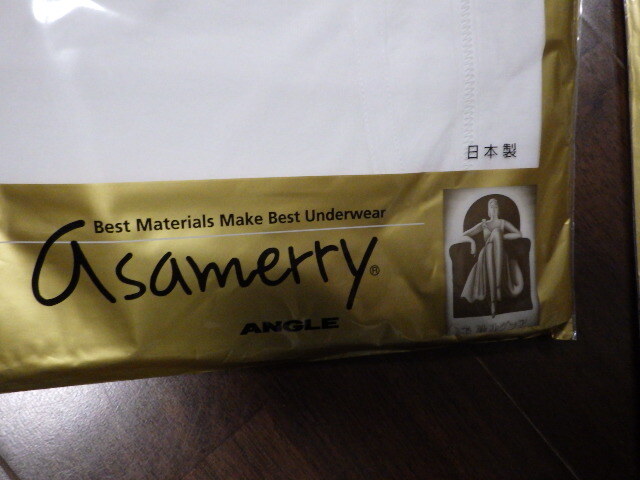 日本製
Best Materials Make Best Underwear
asamerry®
ANGLE